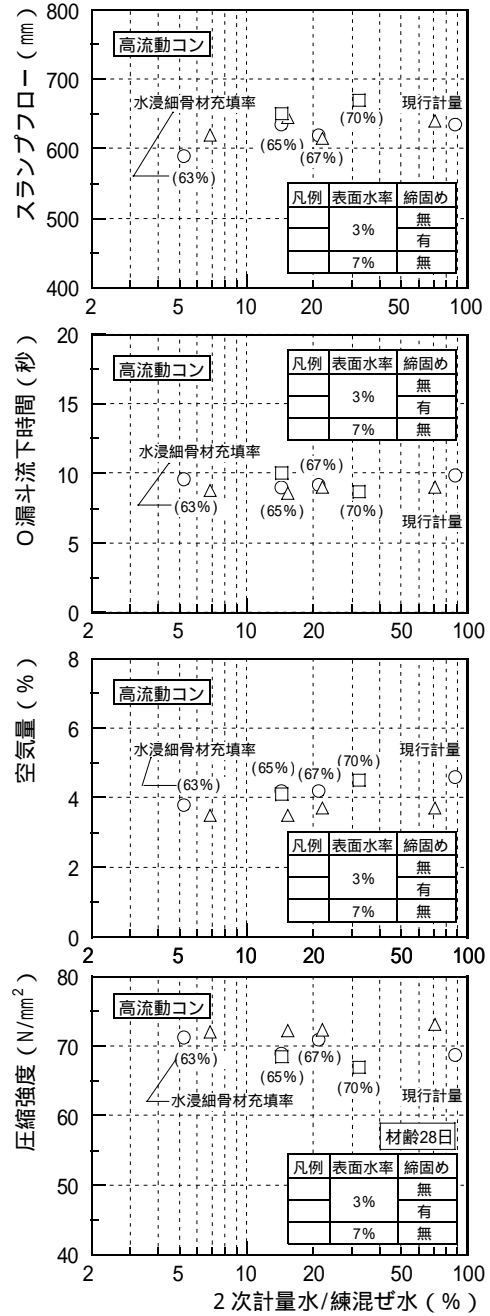 スランプフロー（㎜）
800
700
600
500
400
高流動コン
水浸細骨材充填率
現行計量
(63%)
(65%)
(67%)
(70%)
凡例 表面水率 締固め
3% 無
有
7% 無
2 5 10 20 50 100
O漏斗流下時間（秒）
20
15
10
5
0
高流動コン
凡例 表面水率 締固め
3% 無
有
7% 無
水浸細骨材充填率
(63%)
(65%)
(67%)
(70%)
現行計量
2 5 10 20 50 100
空気量（%）
8
6
4
2
0
高流動コン
水浸細骨材充填率
現行計量
(63%)
(65%)
(67%)
(70%)
凡例 表面水率 締固め
3% 無
有
7% 無
2 5 10 20 50 100
圧縮強度（N/㎜²）
80
70
60
50
40
高流動コン
(63%)
(65%)
(67%)
(70%)
水浸細骨材充填率
現行計量
材齢28日
凡例 表面水率 締固め
3% 無
有
7% 無
2 5 10 20 50 100
2次計量水/練混ぜ水（%）